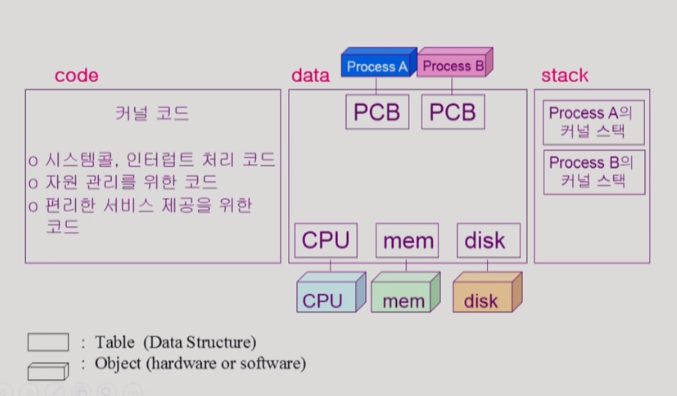 code
data
stack
Process A
Process B
커널 코드
o 시스템콜, 인터럽트 처리 코드
o 자원 관리를 위한 코드
o 편리한 서비스 제공을 위한
코드
PCB
PCB
CPU
mem
disk
CPU
mem
disk
Process A의
커널 스택
Process B의
커널 스택
: Table (Data Structure)
: Object (hardware or software)